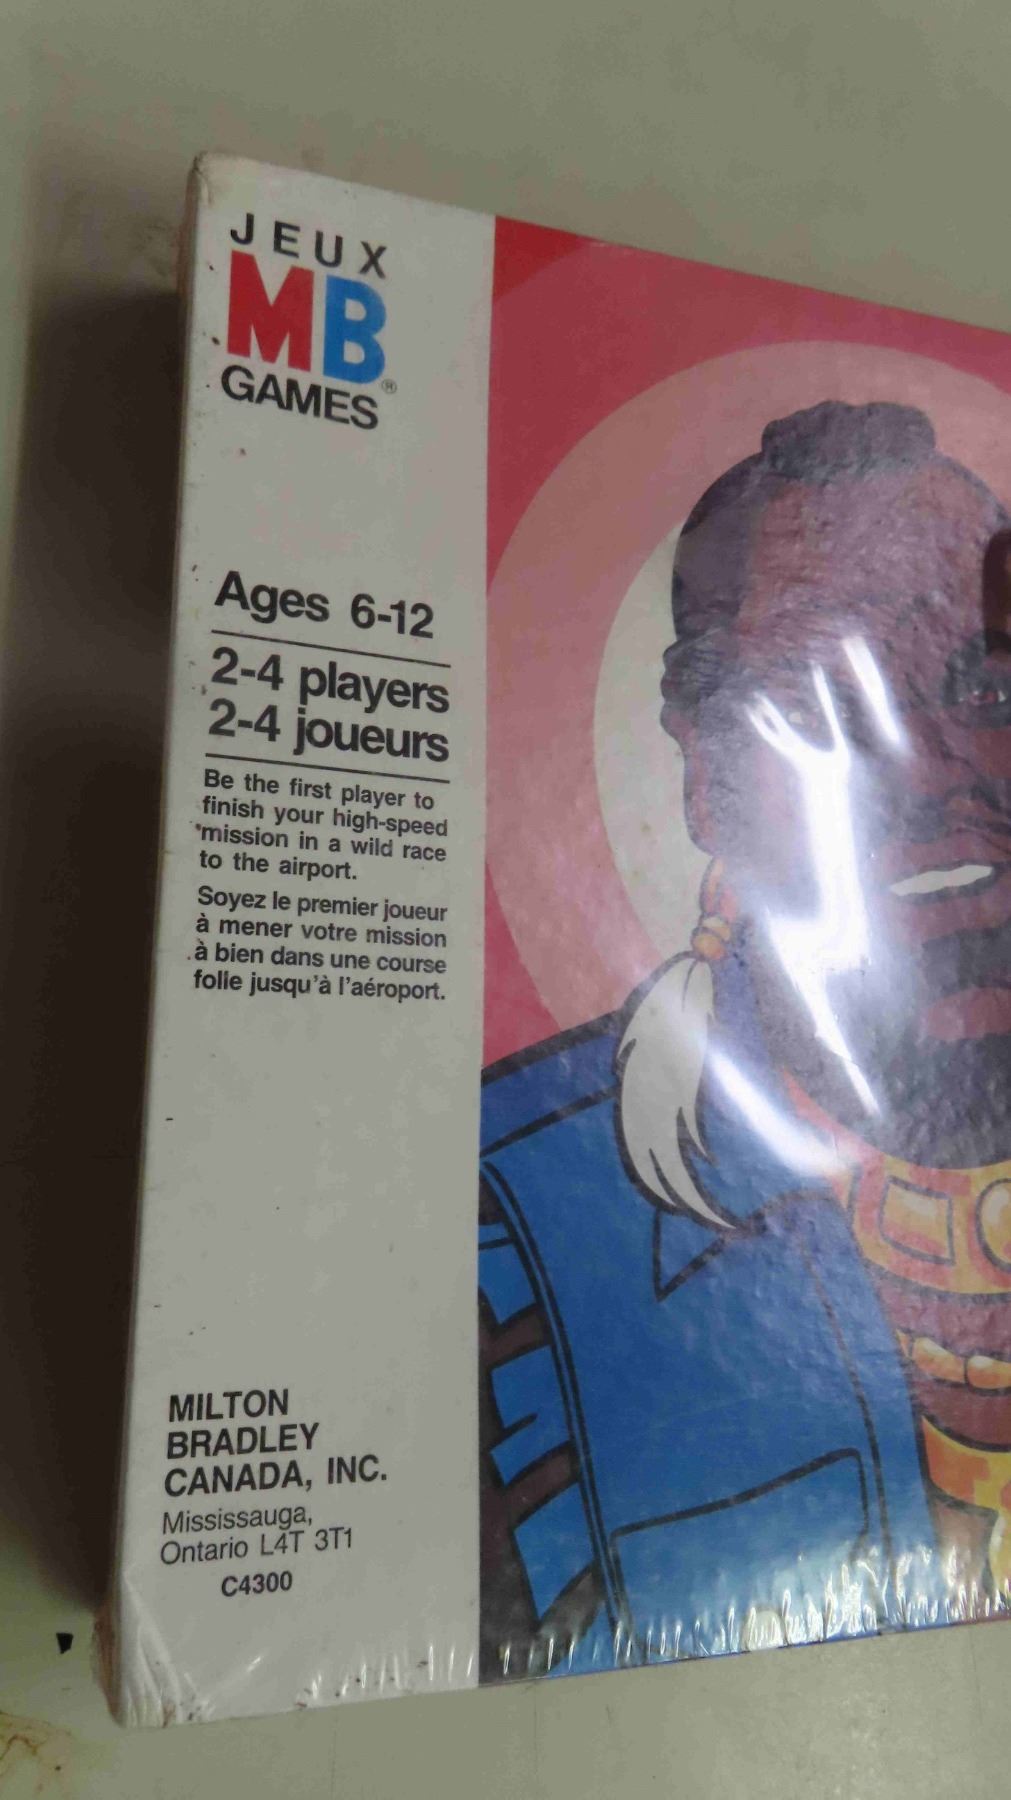 JEUX
MB®
GAMES
Ages 6-12
2-4 players
2-4 joueurs
Be the first player to
finish your high-speed
mission in a wild race
to the airport.
Soyez le premier joueur
à mener votre mission
à bien dans une course
folle jusqu'à l'aéroport.
MILTON
BRADLEY
CANADA, INC.
Mississauga,
Ontario L4T 3T1
C4300